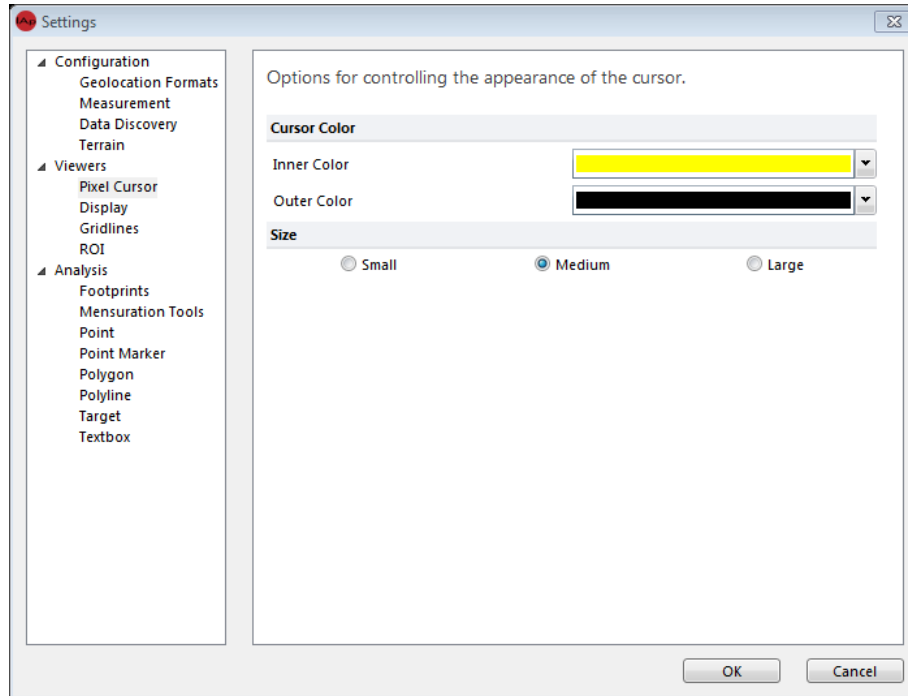 IAp Settings
Configuration
Geolocation Formats
Measurement
Data Discovery
Terrain
Viewers
Pixel Cursor
Display
Gridlines
ROI
Analysis
Footprints
Mensuration Tools
Point
Point Marker
Polygon
Polyline
Target
Textbox
Options for controlling the appearance of the cursor.
Cursor Color
Inner Color
Outer Color
Size
Small Medium Large
OK Cancel